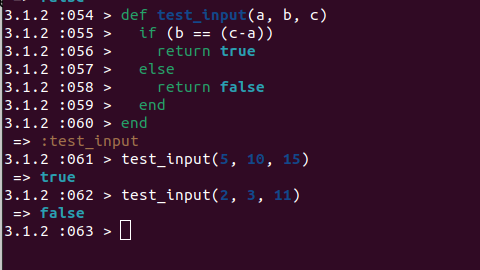 => false
3.1.2 :054 > def test_input(a, b, c)
3.1.2 :055 >   if (b == (c-a))
3.1.2 :056 >     return true
3.1.2 :057 >   else
3.1.2 :058 >     return false
3.1.2 :059 >   end
3.1.2 :060 > end
 => :test_input
3.1.2 :061 > test_input(5, 10, 15)
 => true
3.1.2 :062 > test_input(2, 3, 11)
 => false
3.1.2 :063 >